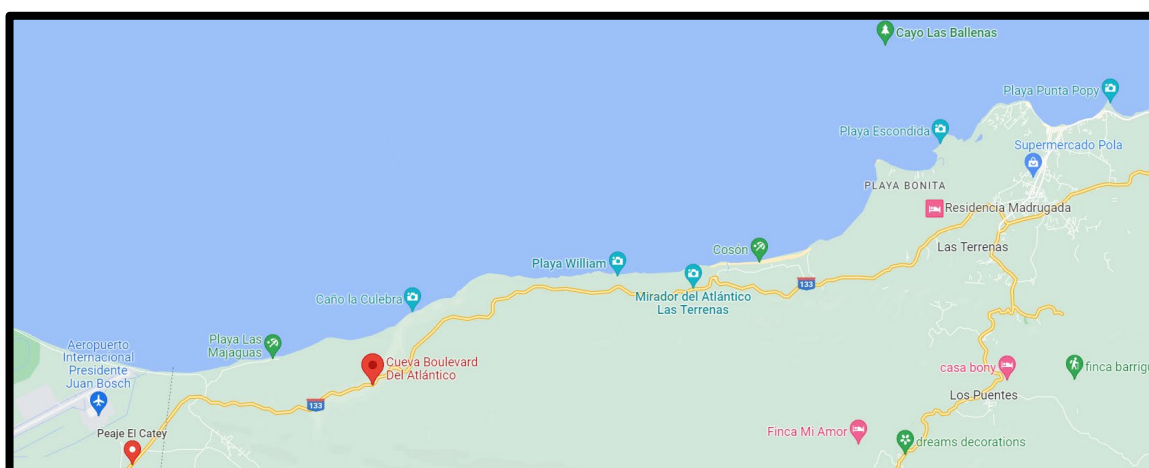 Cayo Las Ballenas
Playa Punta Popy
Playa Escondida
Supermercado Pola
PLAYA BONITA
Residencia Madrugada
Las Terrenas
Cosón
Playa William
133
Mirador del Atlántico
Las Terrenas
Caño la Culebra
Playa Las
Majaguas
Aeropuerto
Internacional
Presidente
Juan Bosch
Cueva Boulevard
Del Atlántico
casa bony
finca barrig
Los Puentes
133
Peaje El Catey
Finca Mi Amor
dreams decorations